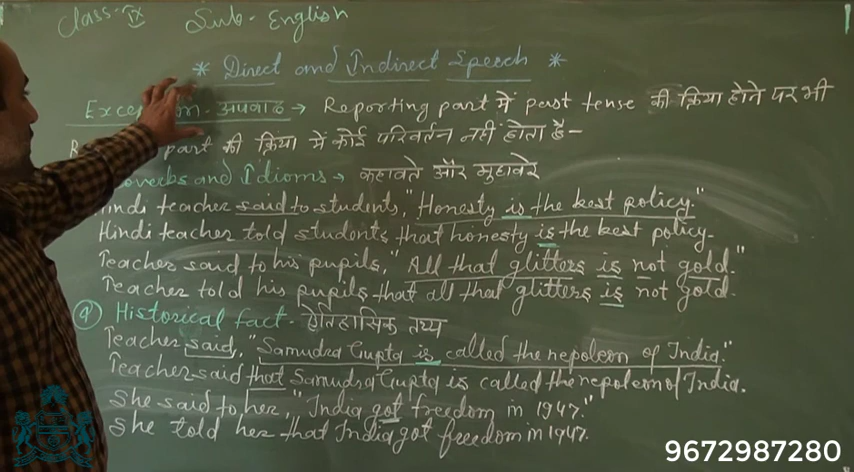 Class-IX Sub-English
* Direct and Indirect Speech *
Exception-अपवाद → Reporting part में past tense की क्रिया होने पर भी
part की क्रिया में कोई परिवर्तन नहीं होता है-
overbs and Idioms → कहावते और मुहावरे
Hindi teacher said to students, "Honesty is the best policy."
Hindi teacher told students that honesty is the best policy.
Teacher said to his pupils, "All that glitters is not gold."
Teacher told his pupils that all that glitters is not gold.
Historical fact - ऐतिहासिक तथ्य
Teacher said, "Samudra Gupta is called the nepoleon of India."
Teacher said that Samudra Gupta is called the nepoleon of India.
She said to her, "India got freedom in 1947."
She told her that India got freedom in 1947.
9672987280